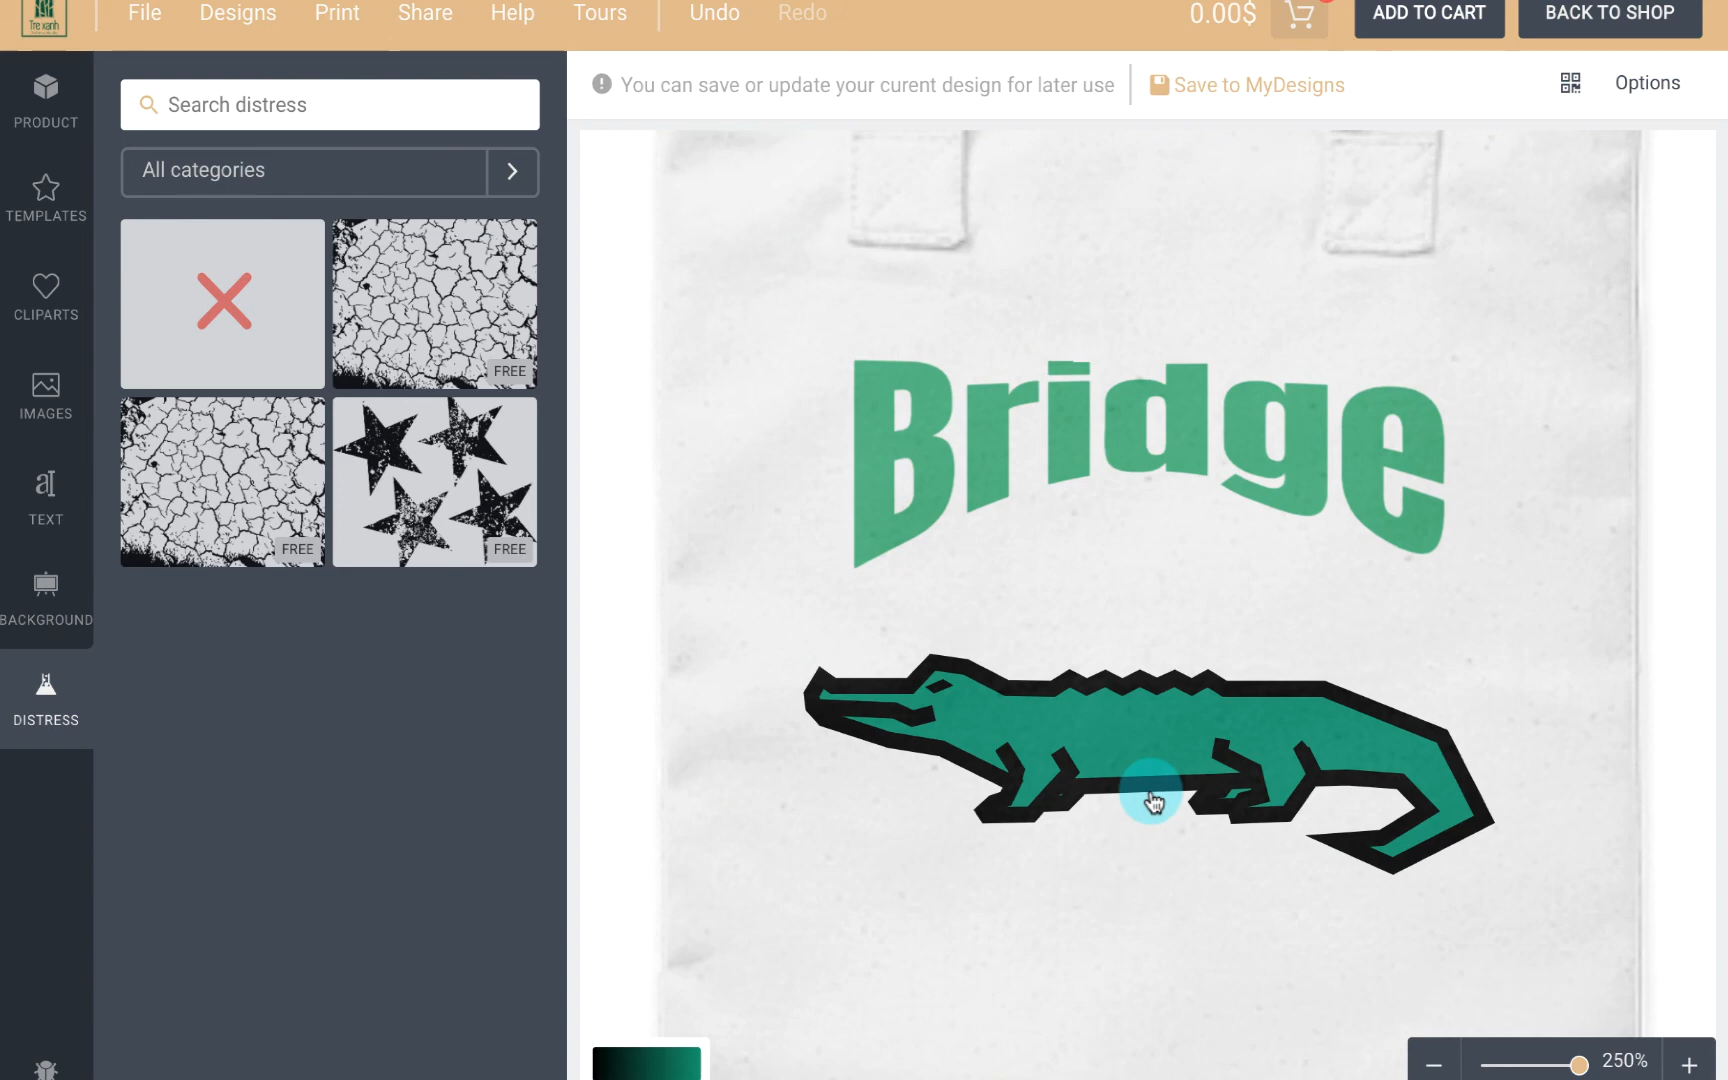 Tre xanh
File Designs Print Share Help Tours Undo Redo 0.00$ ADD TO CART BACK TO SHOP
PRODUCT
TEMPLATES
CLIPARTS
IMAGES
TEXT
BACKGROUND
DISTRESS
Search distress
All categories
FREE
FREE
FREE
You can save or update your curent design for later use
Save to MyDesigns
Options
Bridge
250%